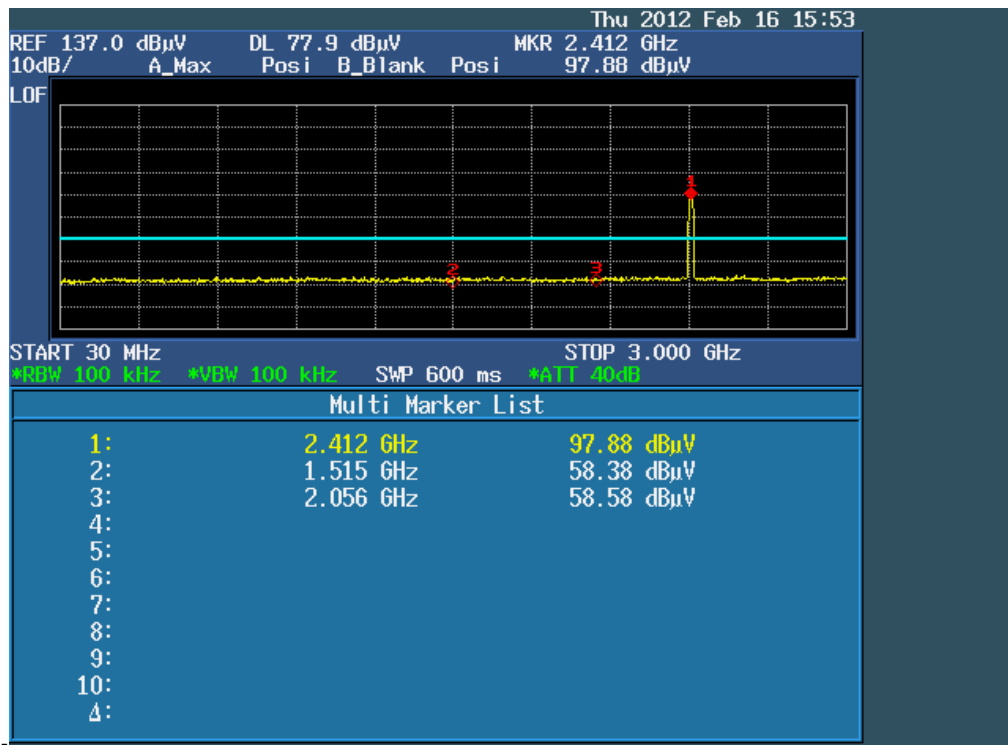 Thu 2012 Feb 16 15:53
REF 137.0 dBµV DL 77.9 dBµV MKR 2.412 GHz
10dB/ A_Max Posi B_Blank Posi 97.88 dBµV
LOF
1
2
3
START 30 MHz STOP 3.000 GHz
*RBW 100 kHz *VBW 100 kHz SWP 600 ms *ATT 40dB
Multi Marker List
1: 2.412 GHz 97.88 dBµV
2: 1.515 GHz 58.38 dBµV
3: 2.056 GHz 58.58 dBµV
4:
5:
6:
7:
8:
9:
10:
Δ: